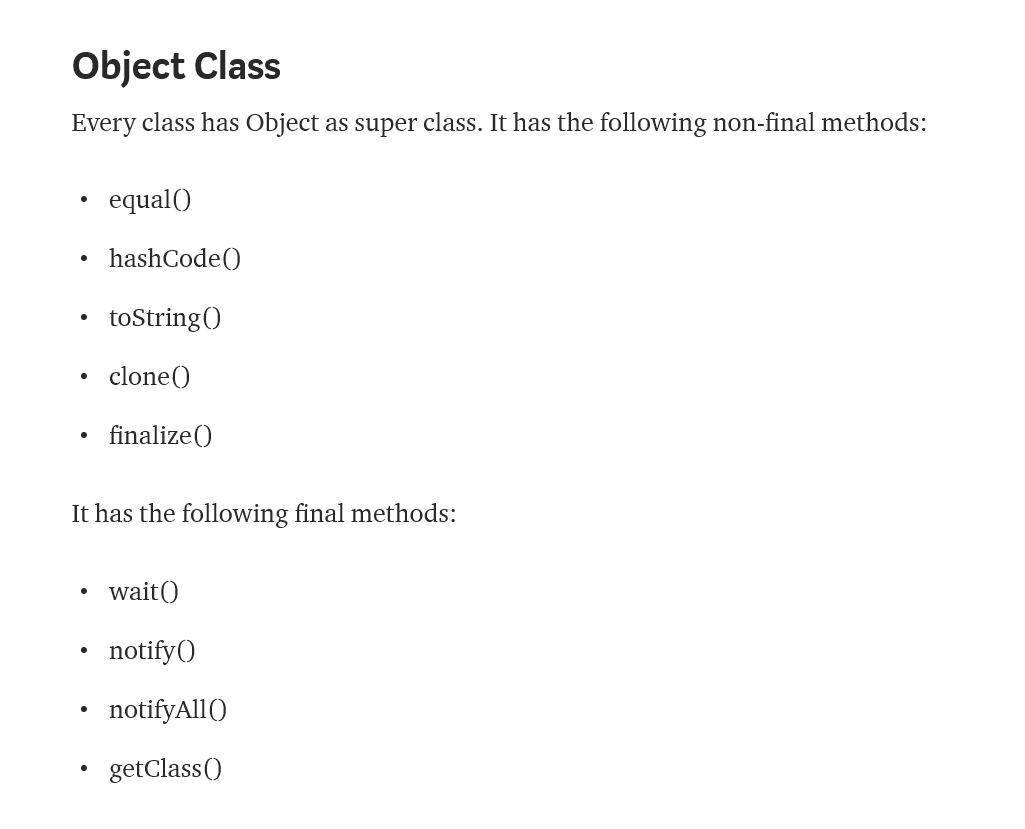 Object Class
Every class has Object as super class. It has the following non-final methods:
• equal()
• hashCode()
• toString()
• clone()
• finalize()
It has the following final methods:
• wait()
• notify()
• notifyAll()
• getClass()